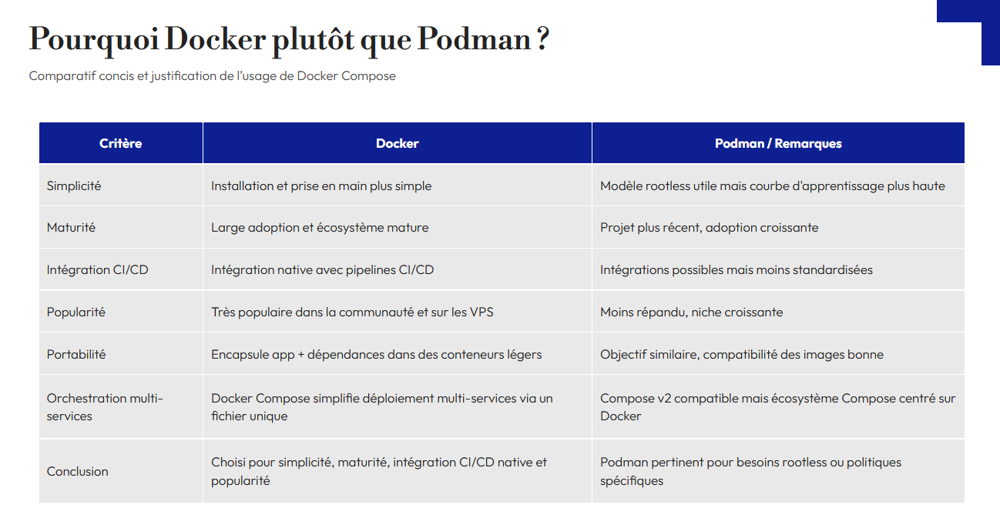 Pourquoi Docker plutôt que Podman ?
Comparatif concis et justification de l'usage de Docker Compose
Critère
Docker
Podman / Remarques
Simplicité
Installation et prise en main plus simple
Modèle rootless utile mais courbe d'apprentissage plus haute
Maturité
Large adoption et écosystème mature
Projet plus récent, adoption croissante
Intégration CI/CD
Intégration native avec pipelines CI/CD
Intégrations possibles mais moins standardisées
Popularité
Très populaire dans la communauté et sur les VPS
Moins répandu, niche croissante
Portabilité
Encapsule app + dépendances dans des conteneurs légers
Objectif similaire, compatibilité des images bonne
Orchestration multi-
services
Docker Compose simplifie déploiement multi-services via un
fichier unique
Compose v2 compatible mais écosystème Compose centré sur
Docker
Conclusion
Choisi pour simplicité, maturité, intégration CI/CD native et
popularité
Podman pertinent pour besoins rootless ou politiques
spécifiques